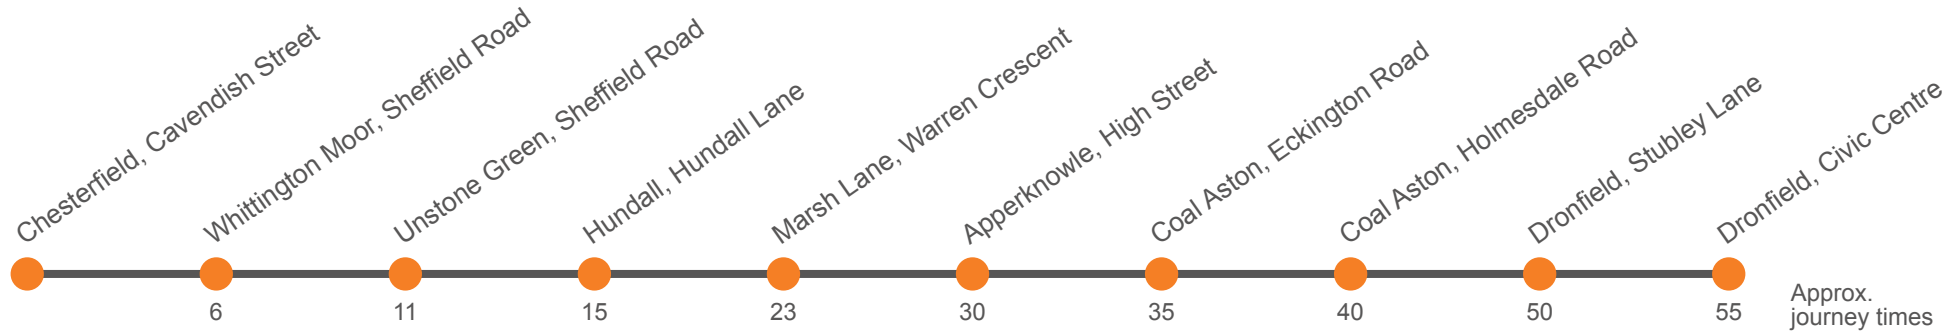 Chesterfield, Cavendish Street
Whittington Moor, Sheffield Road
Unstone Green, Sheffield Road
Hundall, Hundall Lane
Marsh Lane, Warren Crescent
Apperknowle, High Street
Coal Aston, Eckington Road
Coal Aston, Holmesdale Road
Dronfield, Stubley Lane
Dronfield, Civic Centre
6
11
15
23
30
35
40
50
55
Approx.
journey times